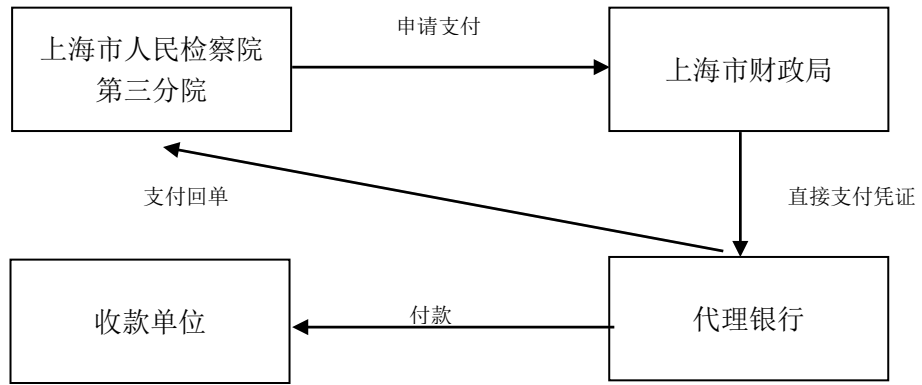 申请支付
上海市人民检察院
第三分院
上海市财政局
支付回单
直接支付凭证
收款单位
付款
代理银行